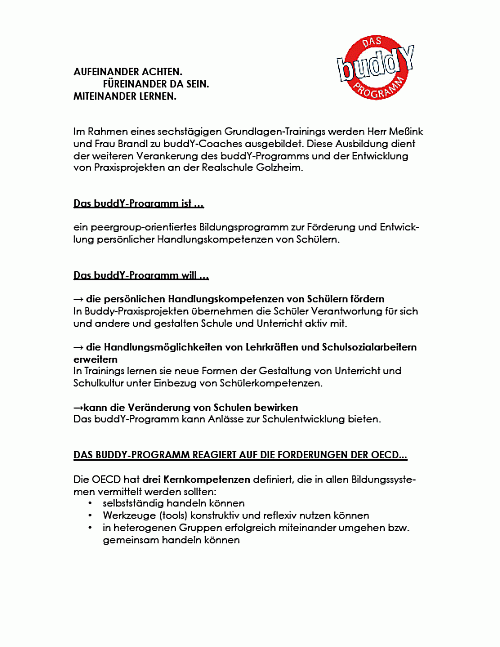 DAS
buddY
PROGRAMM
AUFEINANDER ACHTEN.
FÜREINANDER DA SEIN.
MITEINANDER LERNEN.
Im Rahmen eines sechstägigen Grundlagen-Trainings werden Herr Meßink
und Frau Brandl zu buddY-Coaches ausgebildet. Diese Ausbildung dient
der weiteren Verankerung des buddY-Programms und der Entwicklung
von Praxisprojekten an der Realschule Golzheim.
Das buddY-Programm ist …
ein peergroup-orientiertes Bildungsprogramm zur Förderung und Entwick-
lung persönlicher Handlungskompetenzen von Schülern.
Das buddY-Programm will …
→ die persönlichen Handlungskompetenzen von Schülern fördern
In Buddy-Praxisprojekten übernehmen die Schüler Verantwortung für sich
und andere und gestalten Schule und Unterricht aktiv mit.
→ die Handlungsmöglichkeiten von Lehrkräften und Schulsozialarbeitern
erweitern
In Trainings lernen sie neue Formen der Gestaltung von Unterricht und
Schulkultur unter Einbezug von Schülerkompetenzen.
→kann die Veränderung von Schulen bewirken
Das buddY-Programm kann Anlässe zur Schulentwicklung bieten.
DAS BUDDY-PROGRAMM REAGIERT AUF DIE FORDERUNGEN DER OECD…
Die OECD hat drei Kernkompetenzen definiert, die in allen Bildungssyste-
men vermittelt werden sollten:
• selbstständig handeln können
• Werkzeuge (tools) konstruktiv und reflexiv nutzen können
• in heterogenen Gruppen erfolgreich miteinander umgehen bzw.
gemeinsam handeln können